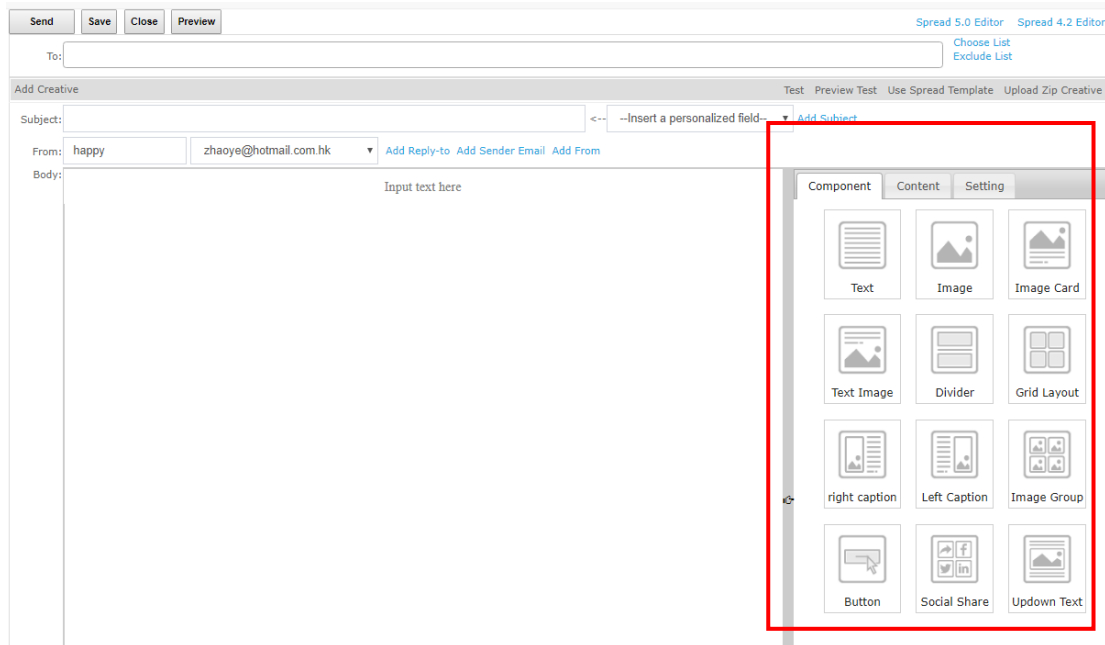 Send Save Close Preview Spread 5.0 Editor Spread 4.2 Editor
Choose List
To:
Exclude List
Add Creative Test Preview Test Use Spread Template Upload Zip Creative
Subject: <-- --Insert a personalized field-- Add Subject
From: happy zhaoye@hotmail.com.hk Add Reply-to Add Sender Email Add From
Body:
Input text here
Component Content Setting
Text Image Image Card
Text Image Divider Grid Layout
right caption Left Caption Image Group
Button Social Share Updown Text